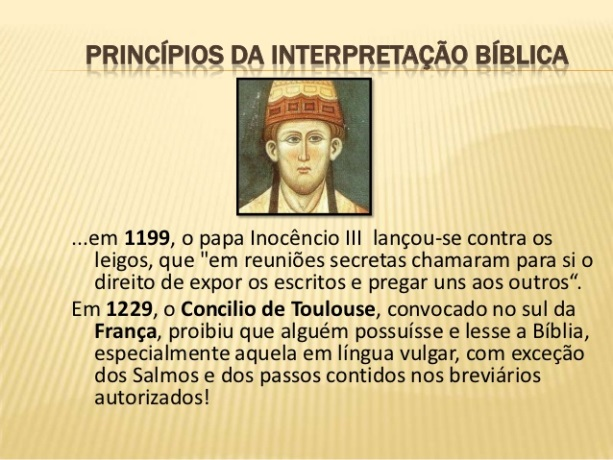 PRINCÍPIOS DA INTERPRETAÇÃO BÍBLICA
...em 1199, o papa Inocêncio III lançou-se contra os
leigos, que "em reuniões secretas chamaram para si o
direito de expor os escritos e pregar uns aos outros“.
Em 1229, o Concilio de Toulouse, convocado no sul da
França, proibiu que alguém possuísse e lesse a Bíblia,
especialmente aquela em língua vulgar, com exceção
dos Salmos e dos passos contidos nos breviários
autorizados!